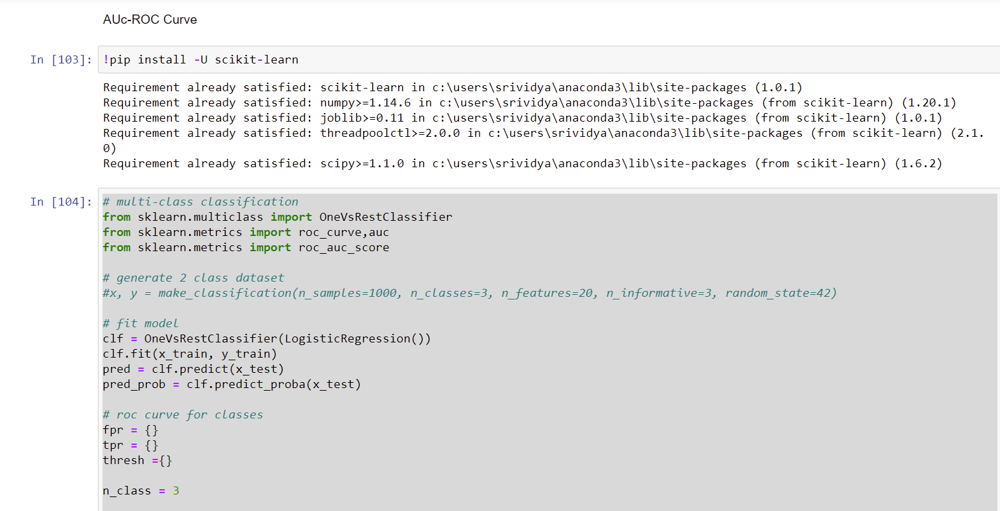 AUc-ROC Curve
In [103]: !pip install -U scikit-learn
Requirement already satisfied: scikit-learn in c:\users\srividya\anaconda3\lib\site-packages (1.0.1)
Requirement already satisfied: numpy>=1.14.6 in c:\users\srividya\anaconda3\lib\site-packages (from scikit-learn) (1.20.1)
Requirement already satisfied: joblib>=0.11 in c:\users\srividya\anaconda3\lib\site-packages (from scikit-learn) (1.0.1)
Requirement already satisfied: threadpoolctl>=2.0.0 in c:\users\srividya\anaconda3\lib\site-packages (from scikit-learn) (2.1.
0)
Requirement already satisfied: scipy>=1.1.0 in c:\users\srividya\anaconda3\lib\site-packages (from scikit-learn) (1.6.2)
In [104]: # multi-class classification
from sklearn.multiclass import OneVsRestClassifier
from sklearn.metrics import roc_curve,auc
from sklearn.metrics import roc_auc_score
# generate 2 class dataset
#x, y = make_classification(n_samples=1000, n_classes=3, n_features=20, n_informative=3, random_state=42)
# fit model
clf = OneVsRestClassifier(LogisticRegression())
clf.fit(x_train, y_train)
pred = clf.predict(x_test)
pred_prob = clf.predict_proba(x_test)
# roc curve for classes
fpr = {}
tpr = {}
thresh ={}
n_class = 3